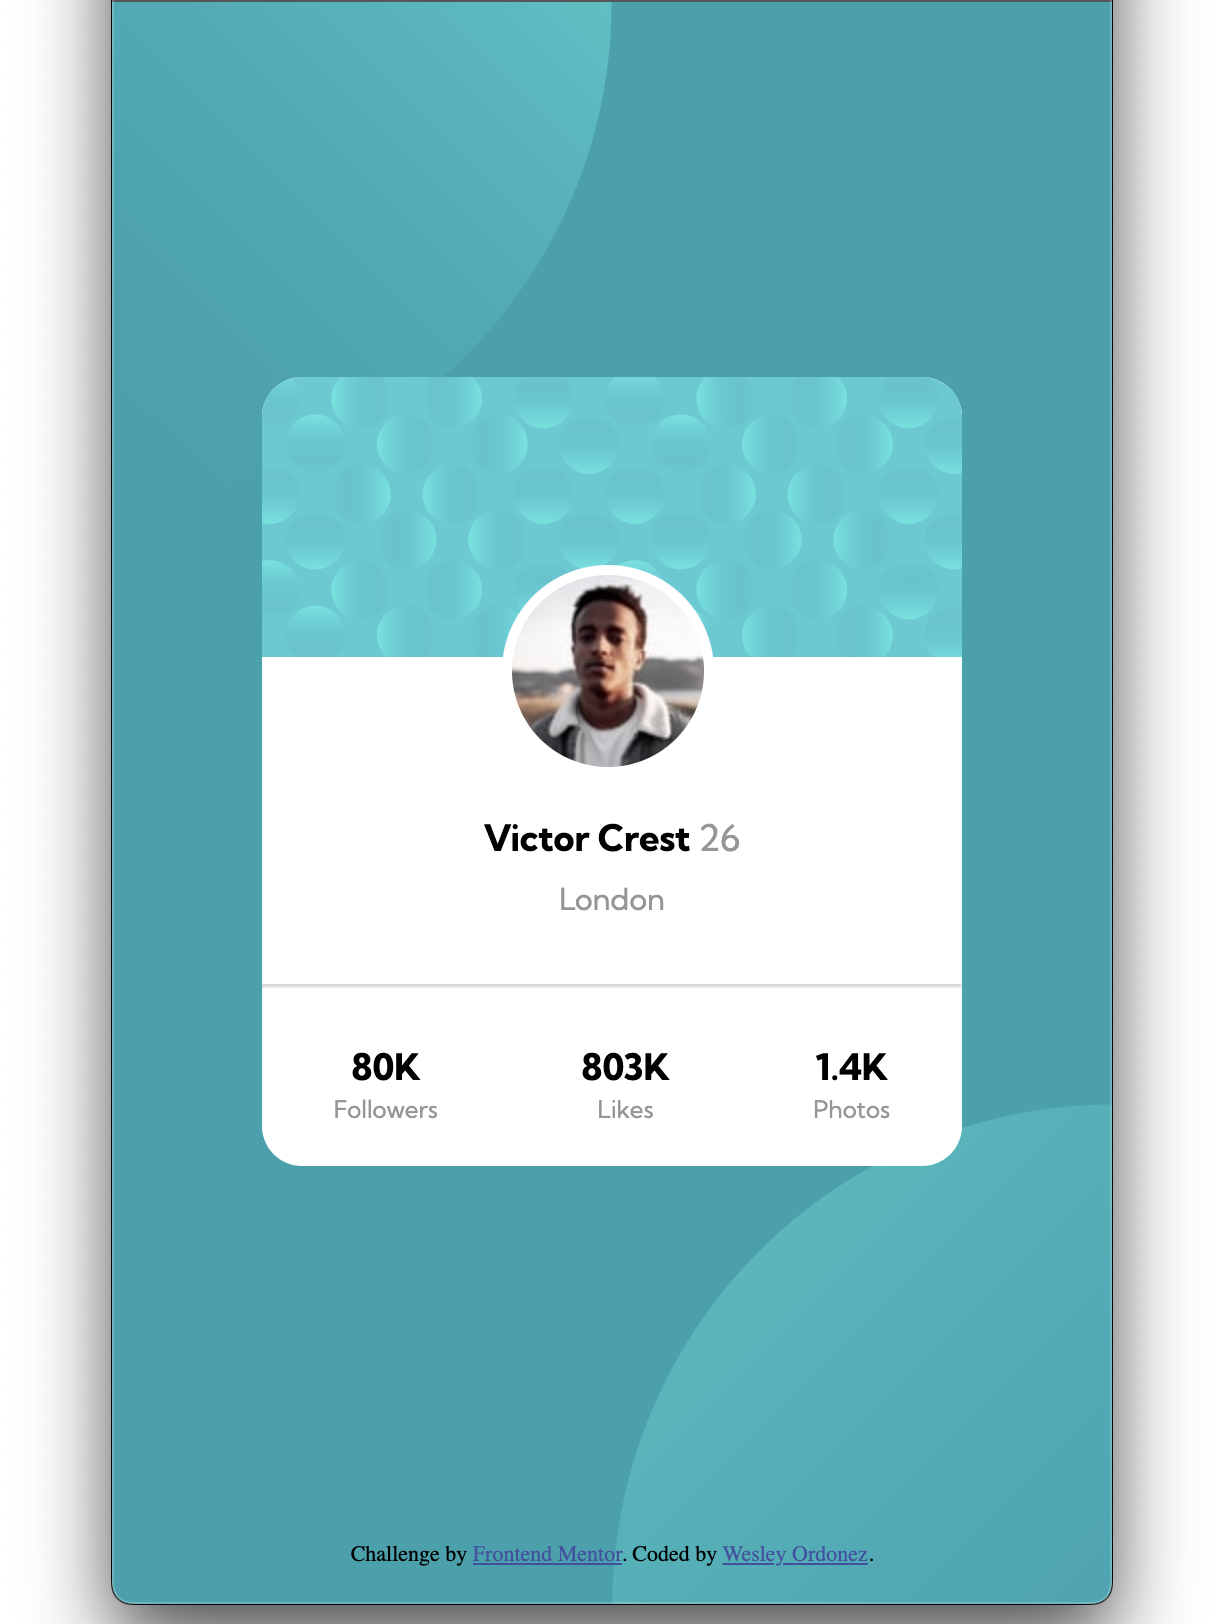 Victor Crest 26
London
80K 803K 1.4K
Followers Likes Photos
Challenge by Frontend Mentor. Coded by Wesley Ordonez.